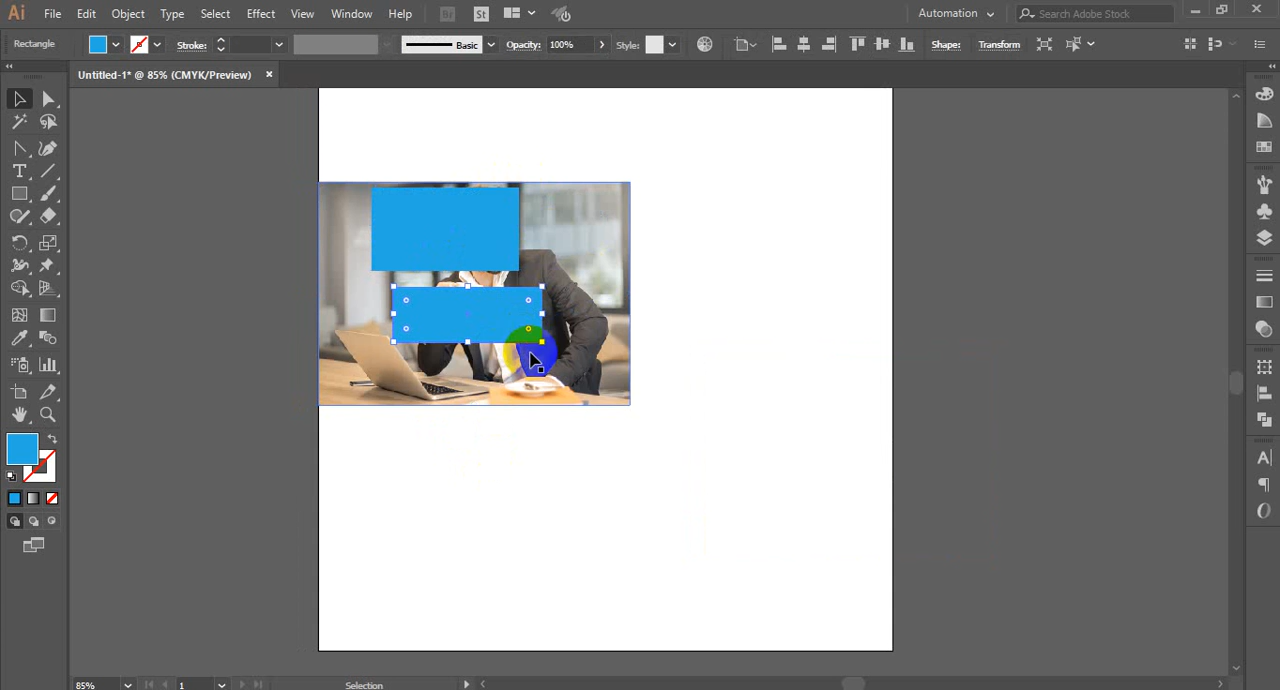 Ai File Edit Object Type Select Effect View Window Help Br St Automation Search Adobe Stock
Rectangle Stroke: Basic Opacity: 100% Style: Shape: Transform
Untitled-1* @ 85% (CMYK/Preview) ×
85% 1 Selection